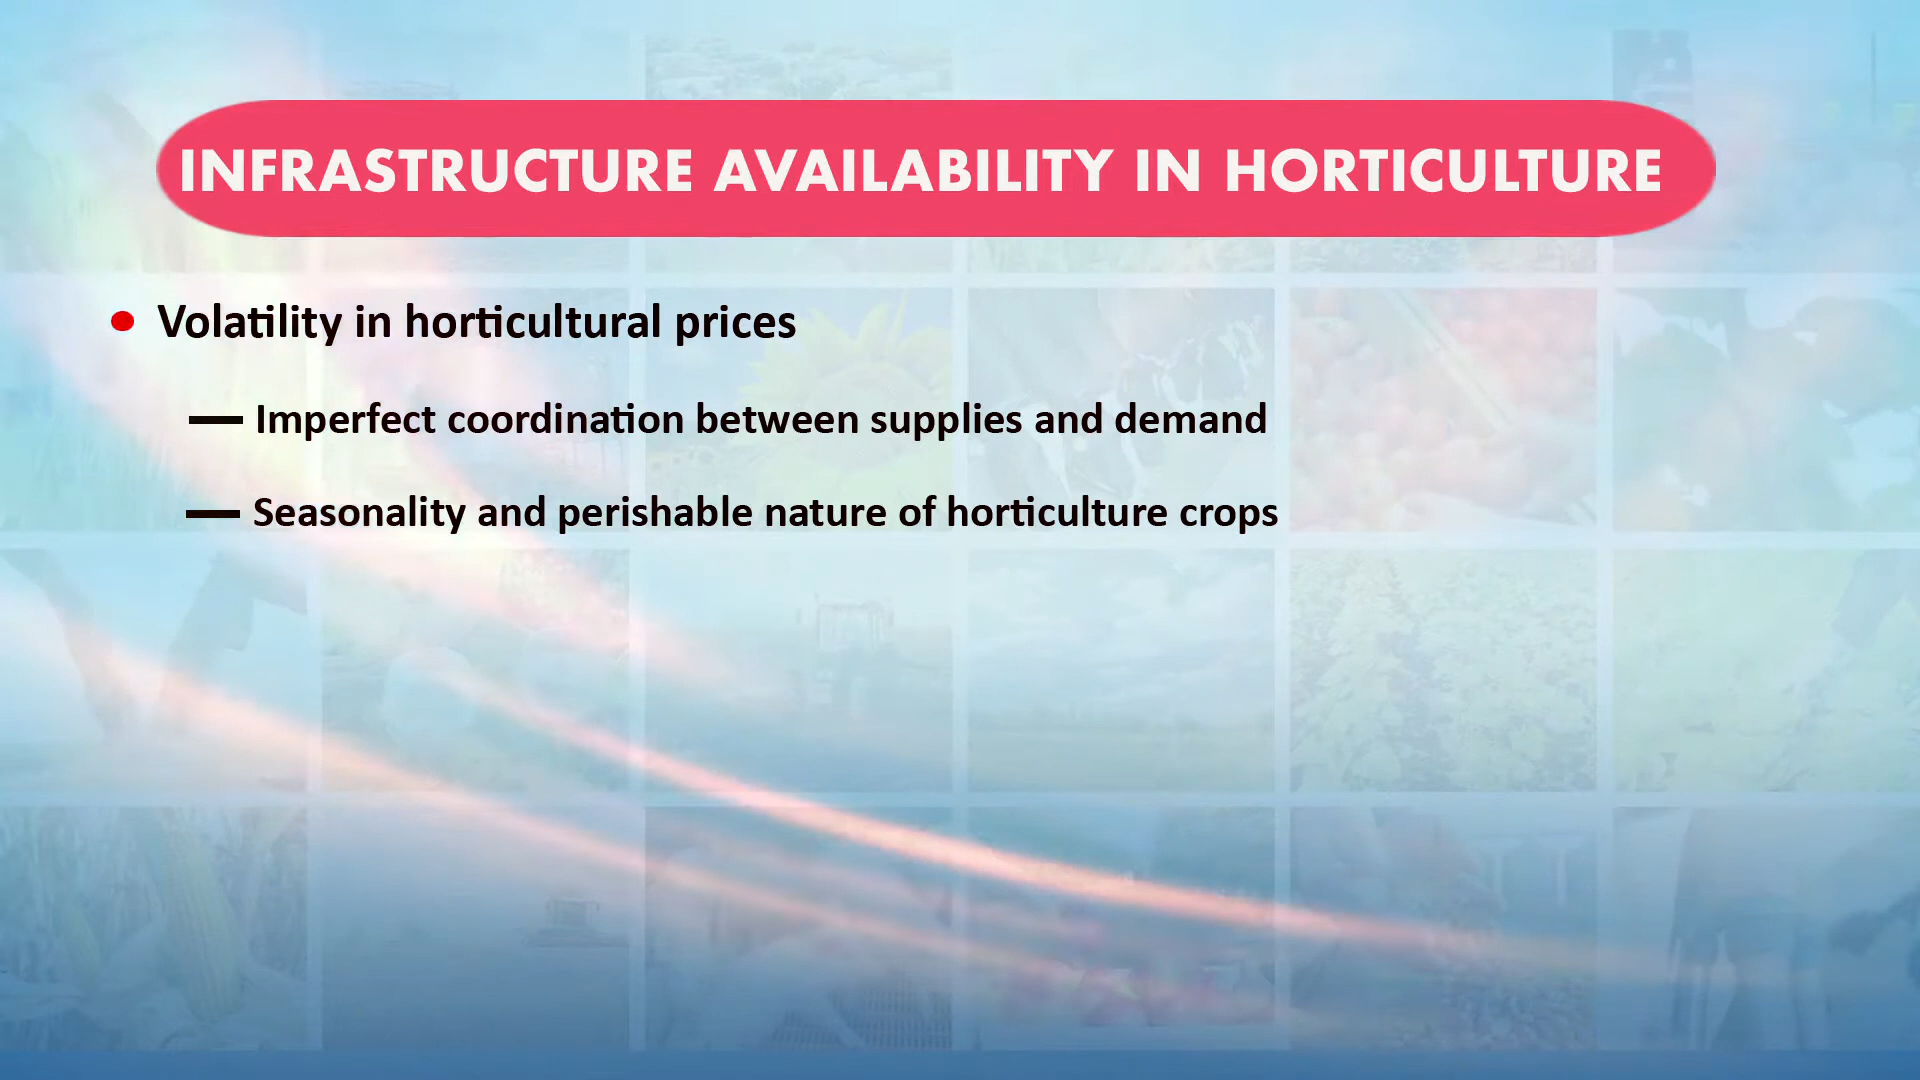 INFRASTRUCTURE AVAILABILITY IN HORTICULTURE
• Volatility in horticultural prices
— Imperfect coordination between supplies and demand
— Seasonality and perishable nature of horticulture crops